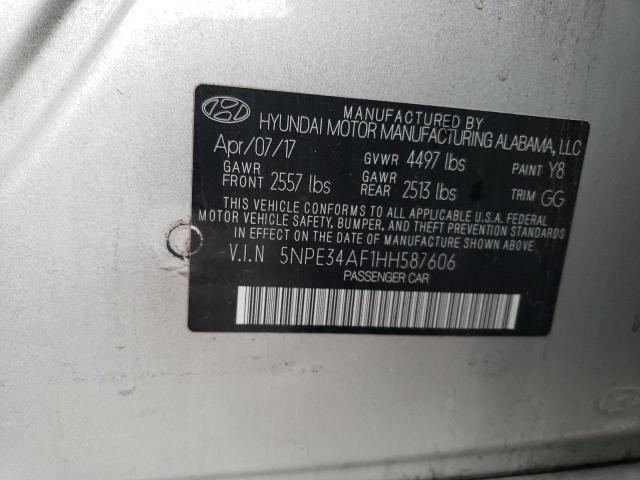 MANUFACTURED BY
HYUNDAI MOTOR MANUFACTURING ALABAMA, LLC
Apr/07/17 GVWR 4497 lbs PAINT Y8
GAWR FRONT 2557 lbs GAWR REAR 2513 lbs TRIM GG
THIS VEHICLE CONFORMS TO ALL APPLICABLE U.S.A. FEDERAL
MOTOR VEHICLE SAFETY, BUMPER, AND THEFT PREVENTION STANDARDS
IN EFFECT ON THE DATE OF MANUFACTURE SHOWN ABOVE.
V.I.N 5NPE34AF1HH587606
PASSENGER CAR